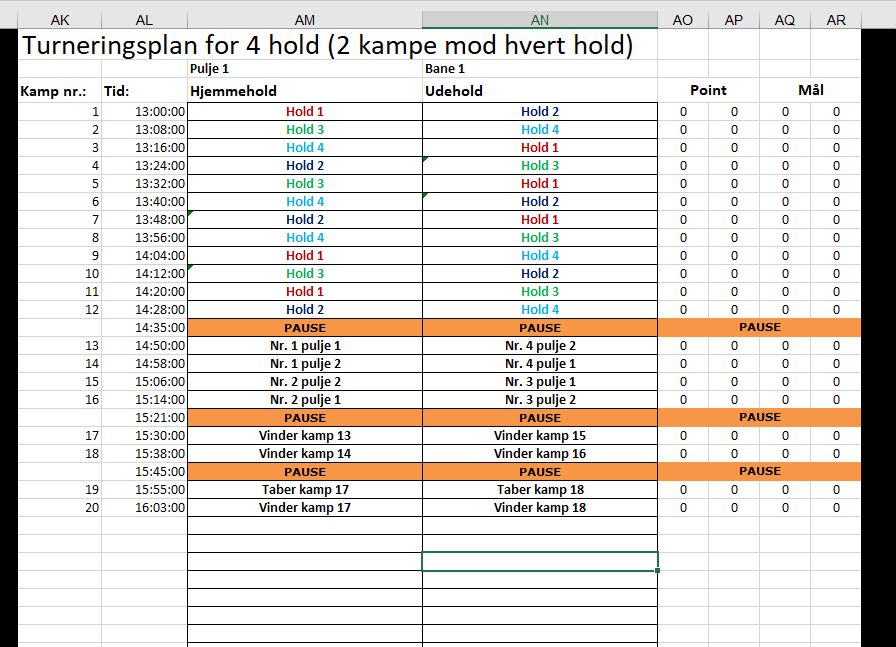 AK AL AM AN AO AP AQ AR
Turneringsplan for 4 hold (2 kampe mod hvert hold)
Pulje 1 Bane 1
Kamp nr.: Tid: Hjemmehold Udehold Point Mål
1 13:00:00 Hold 1 Hold 2 0 0 0 0
2 13:08:00 Hold 3 Hold 4 0 0 0 0
3 13:16:00 Hold 4 Hold 1 0 0 0 0
4 13:24:00 Hold 2 Hold 3 0 0 0 0
5 13:32:00 Hold 3 Hold 1 0 0 0 0
6 13:40:00 Hold 4 Hold 2 0 0 0 0
7 13:48:00 Hold 2 Hold 1 0 0 0 0
8 13:56:00 Hold 4 Hold 3 0 0 0 0
9 14:04:00 Hold 1 Hold 4 0 0 0 0
10 14:12:00 Hold 3 Hold 2 0 0 0 0
11 14:20:00 Hold 1 Hold 3 0 0 0 0
12 14:28:00 Hold 2 Hold 4 0 0 0 0
14:35:00 PAUSE PAUSE PAUSE
13 14:50:00 Nr. 1 pulje 1 Nr. 4 pulje 2 0 0 0 0
14 14:58:00 Nr. 1 pulje 2 Nr. 4 pulje 1 0 0 0 0
15 15:06:00 Nr. 2 pulje 2 Nr. 3 pulje 1 0 0 0 0
16 15:14:00 Nr. 2 pulje 1 Nr. 3 pulje 2 0 0 0 0
15:21:00 PAUSE PAUSE PAUSE
17 15:30:00 Vinder kamp 13 Vinder kamp 15 0 0 0 0
18 15:38:00 Vinder kamp 14 Vinder kamp 16 0 0 0 0
15:45:00 PAUSE PAUSE PAUSE
19 15:55:00 Taber kamp 17 Taber kamp 18 0 0 0 0
20 16:03:00 Vinder kamp 17 Vinder kamp 18 0 0 0 0